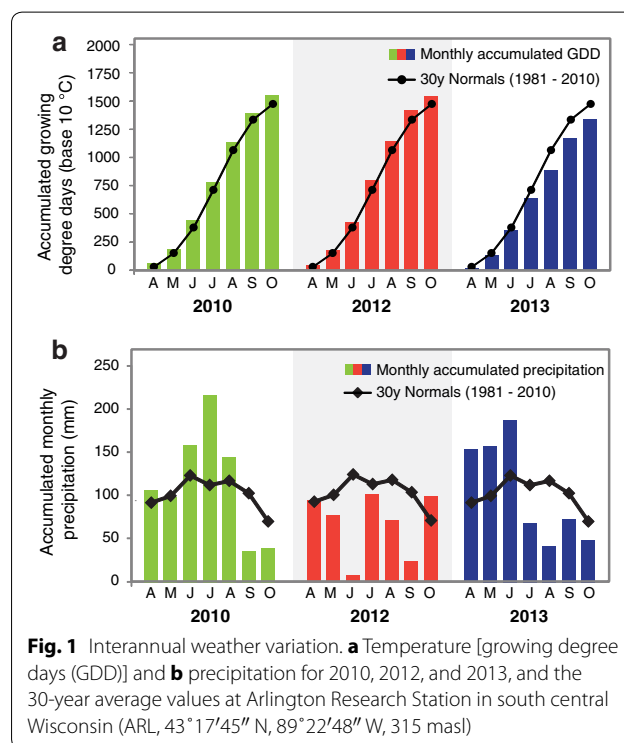 a
2000
1750
1500
1250
1000
750
500
250
0
Accumulated growing
degree days (base 10 °C)
Monthly accumulated GDD
30y Normals (1981 - 2010)
A M J J A S O A M J J A S O A M J J A S O
2010 2012 2013
b
250
200
150
100
50
0
Accumulated monthly
precipitation (mm)
Monthly accumulated precipitation
30y Normals (1981 - 2010)
A M J J A S O A M J J A S O A M J J A S O
2010 2012 2013
Fig. 1 Interannual weather variation. a Temperature [growing degree
days (GDD)] and b precipitation for 2010, 2012, and 2013, and the
30-year average values at Arlington Research Station in south central
Wisconsin (ARL, 43°17′45″ N, 89°22′48″ W, 315 masl)